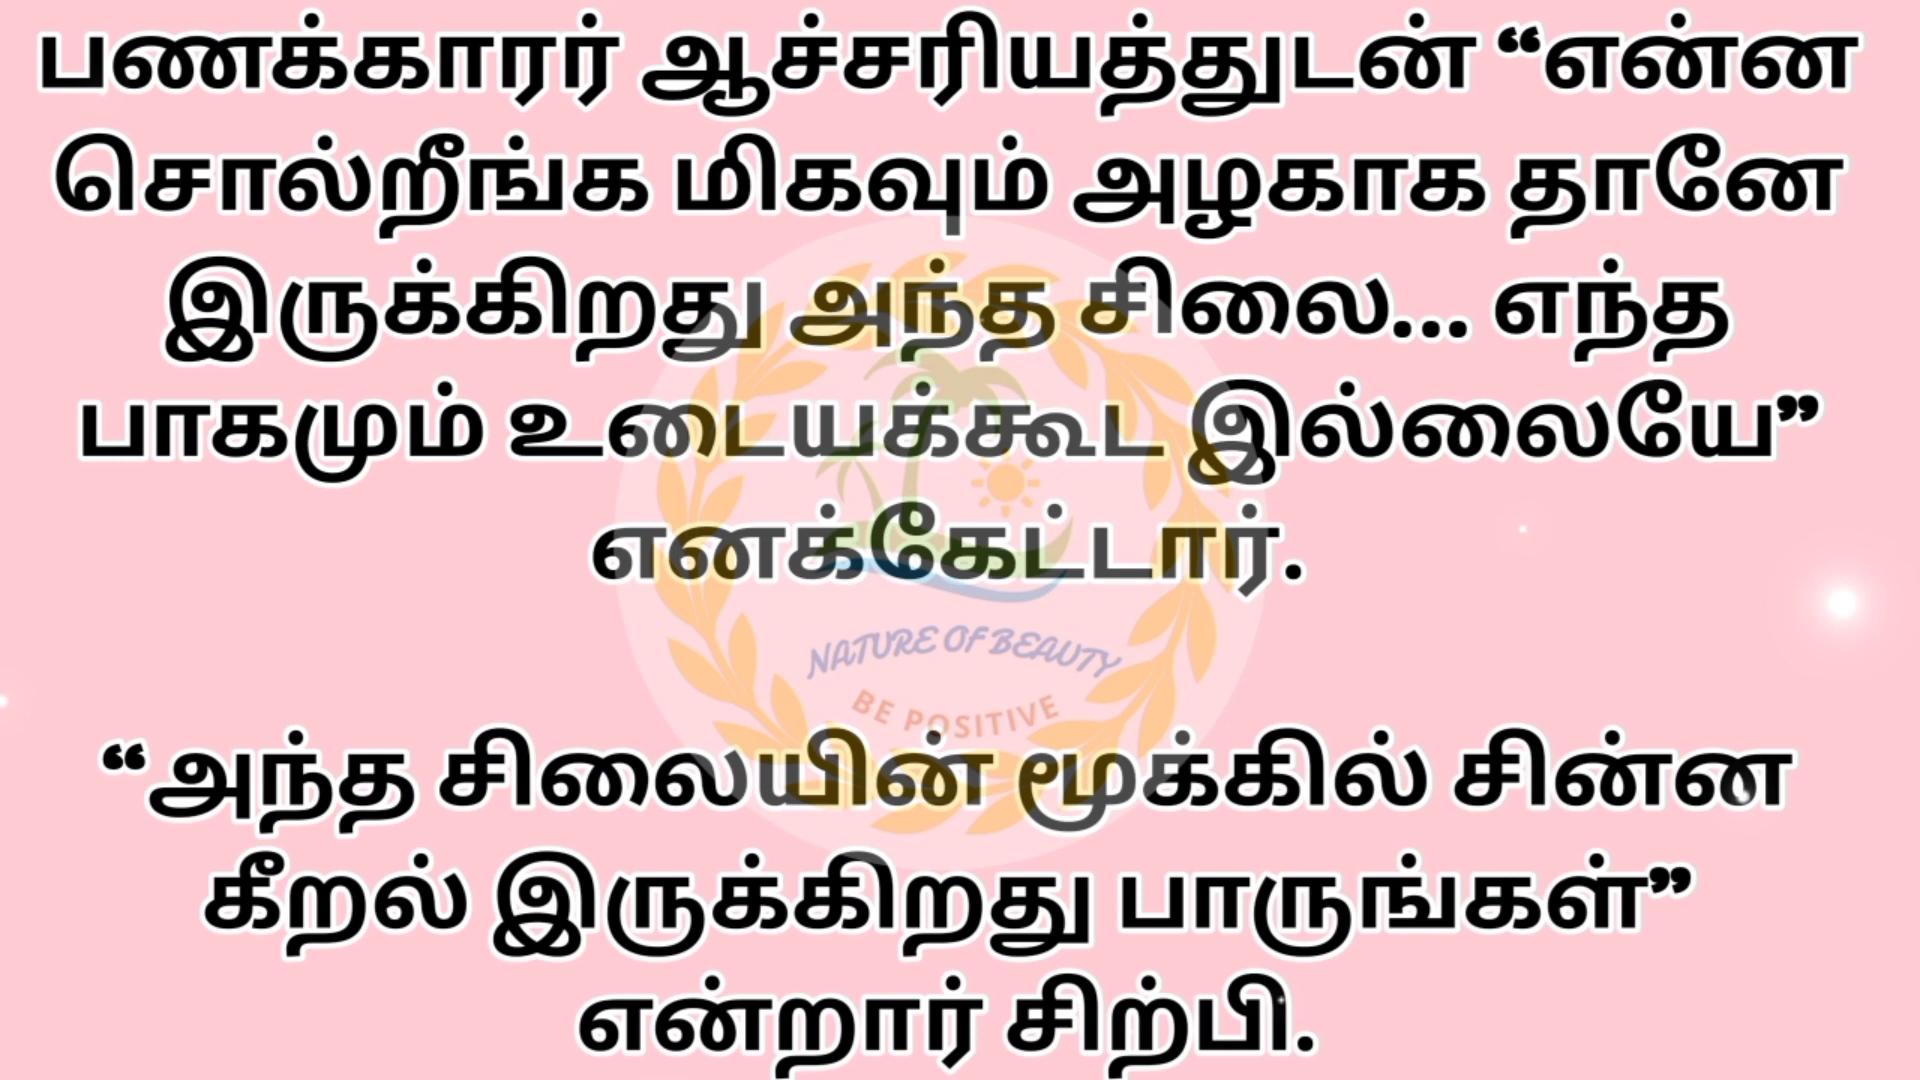 பணக்காரர் ஆச்சரியத்துடன் “என்ன
சொல்றீங்க மிகவும் அழகாக தானே
இருக்கிறது அந்த சிலை... எந்த
பாகமும் உடையக்கூட இல்லையே”
எனக்கேட்டார்.
NATURE OF BEAUTY
BE POSITIVE
“அந்த சிலையின் மூக்கில் சின்ன
கீறல் இருக்கிறது பாருங்கள்”
என்றார் சிற்பி.